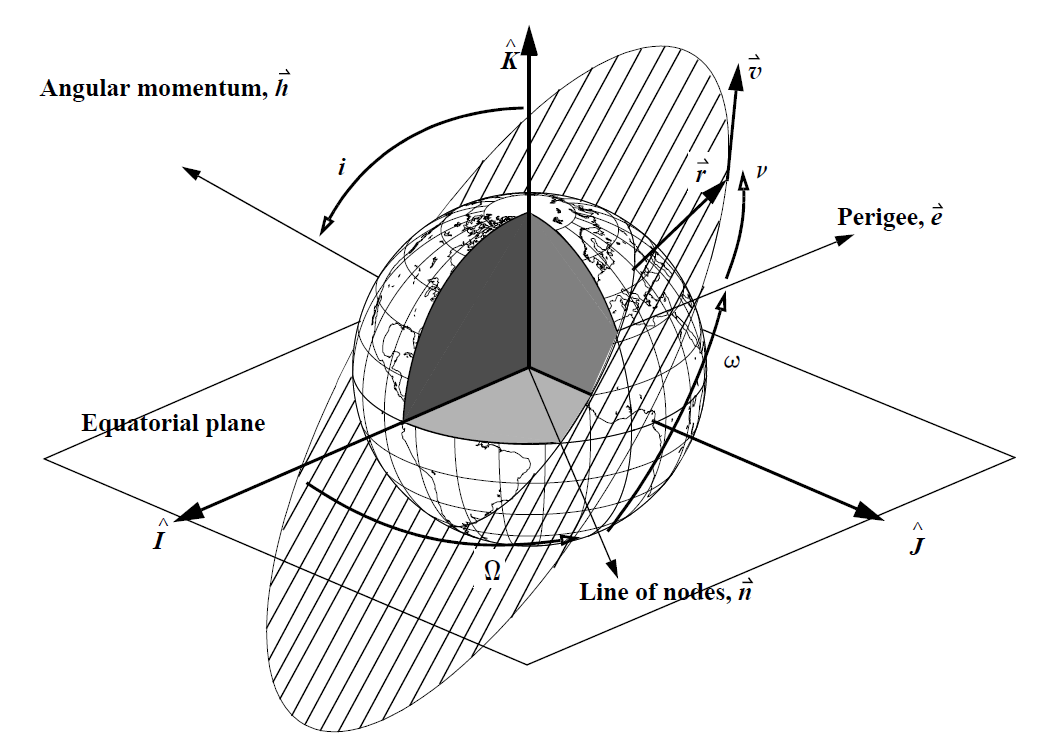 K̂
Angular momentum, h⃗
v⃗
i
r⃗
ν
Perigee, e⃗
ω
Equatorial plane
Î
Ĵ
Ω
Line of nodes, n⃗